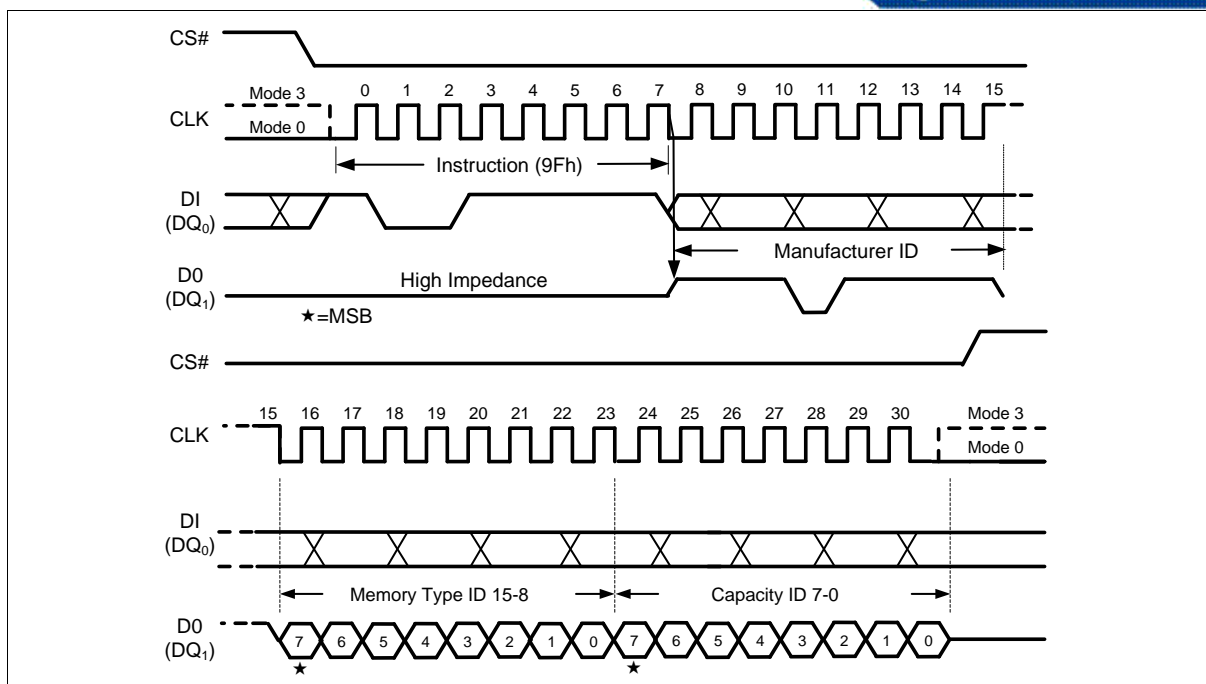 CS#
Mode 3 0 1 2 3 4 5 6 7 8 9 10 11 12 13 14 15
CLK
Mode 0
Instruction (9Fh)
DI
(DQ0)
Manufacturer ID
D0
(DQ1)
High Impedance
★=MSB
CS#
15 16 17 18 19 20 21 22 23 24 25 26 27 28 29 30
Mode 3
CLK
Mode 0
DI
(DQ0)
Memory Type ID 15-8 Capacity ID 7-0
D0
(DQ1)
7 6 5 4 3 2 1 0 7 6 5 4 3 2 1 0
★ ★